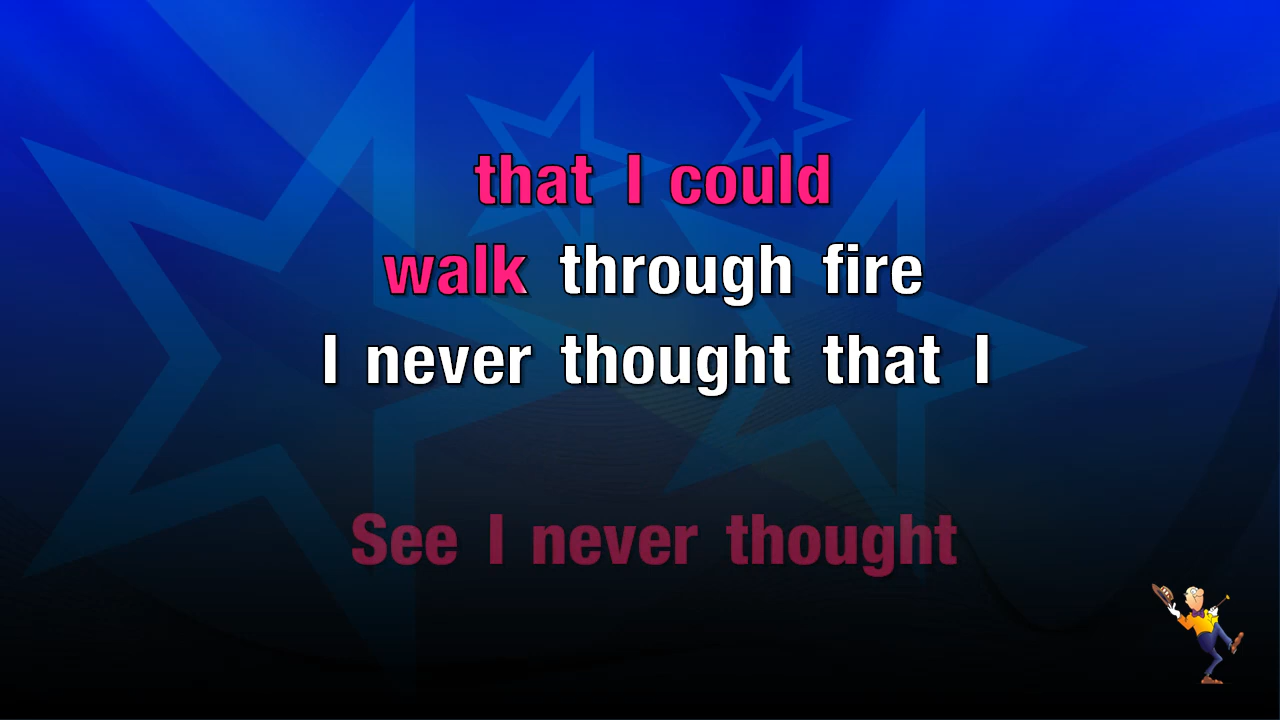 that I could
walk through fire
I never thought that I
See I never thought